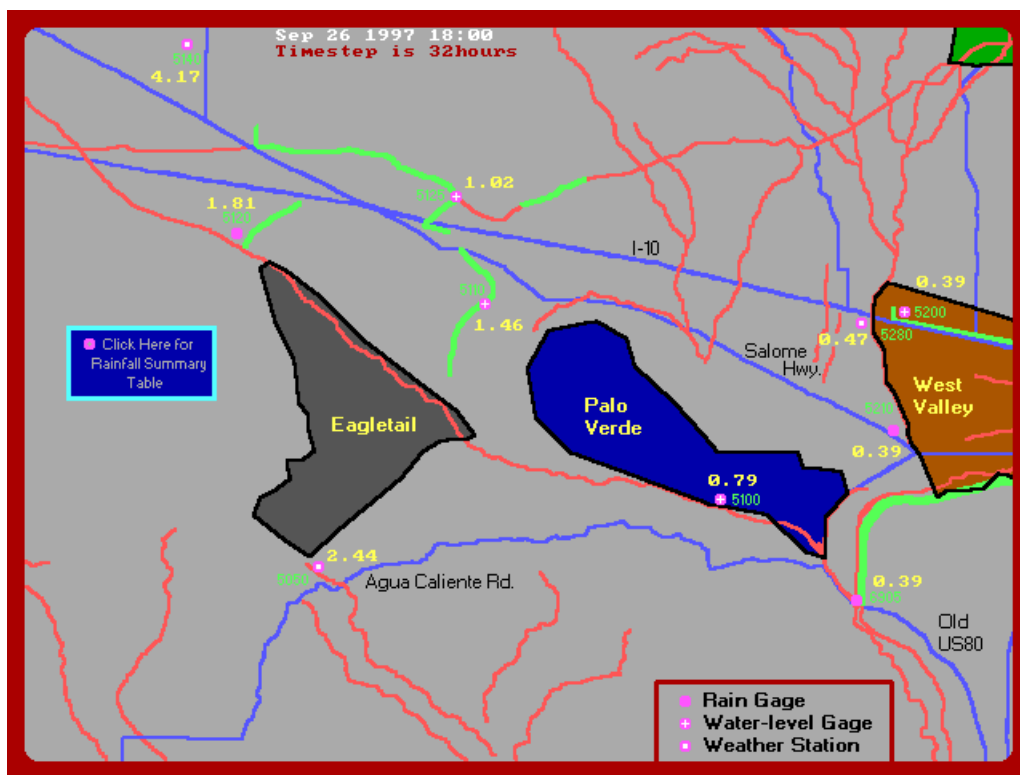 Sep 26 1997 18:00
Timestep is 32hours
5140
4.17
1.02
5125
1.81
5120
I-10
5110
1.46
0.39
5200
0.47
5280
Salome
Hwy.
Click Here for
Rainfall Summary
Table
West
Valley
Palo
Verde
Eagletail
5210
0.39
0.79
5100
2.44
5050
Agua Caliente Rd.
0.39
6905
Old
US80
Rain Gage
Water-level Gage
Weather Station